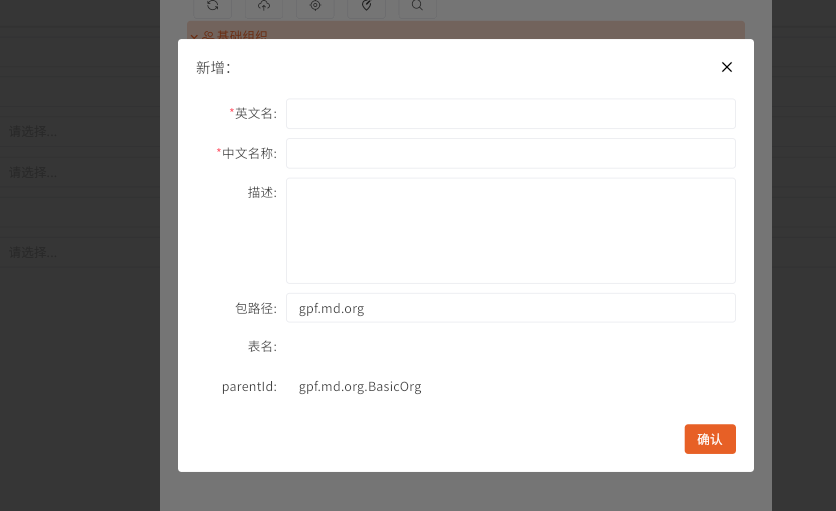 基础组织
新增：
请选择...
请选择...
请选择...
*英文名:
*中文名称:
描述:
包路径: gpf.md.org
表名:
parentId: gpf.md.org.BasicOrg
确认